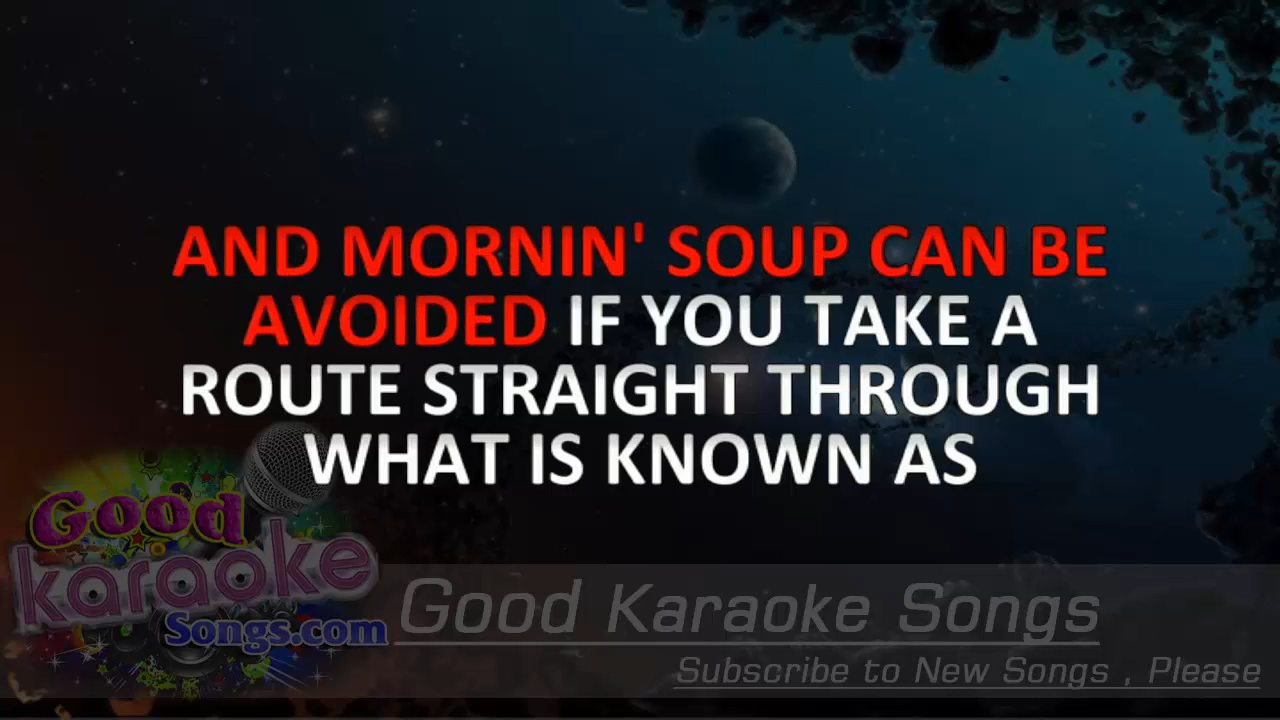 AND MORNIN' SOUP CAN BE
AVOIDED IF YOU TAKE A
ROUTE STRAIGHT THROUGH
WHAT IS KNOWN AS
Good
karaoke
Songs.com
Good Karaoke Songs
Subscribe to New Songs , Please